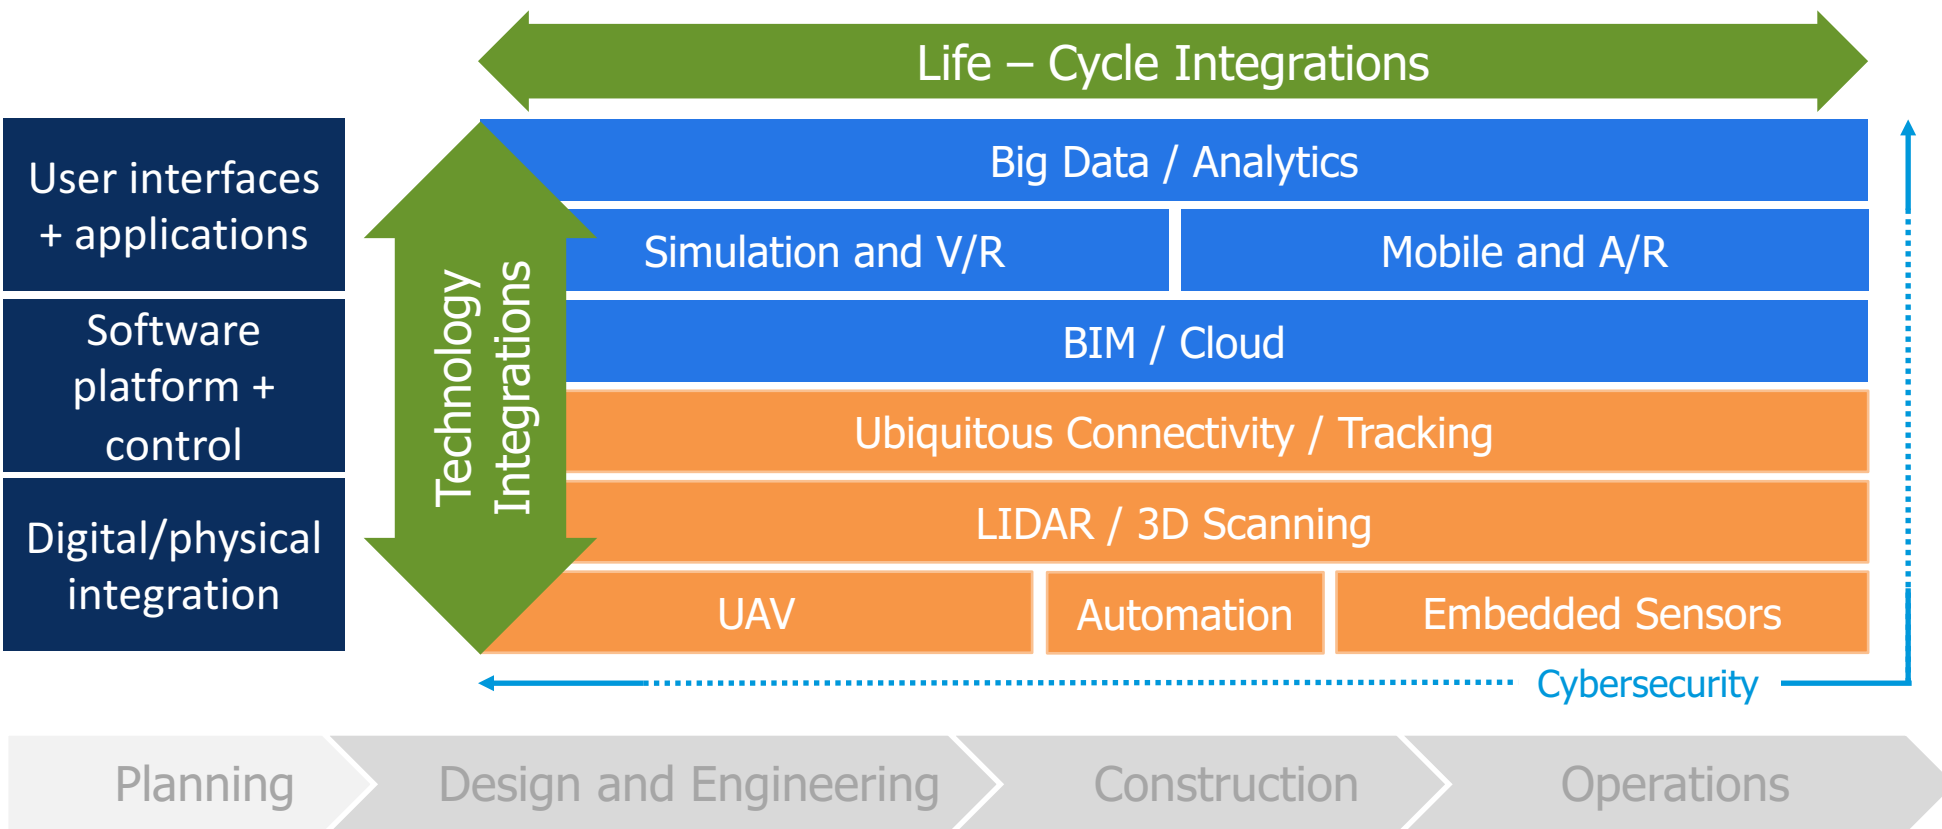 Life – Cycle Integrations
User interfaces
+ applications
Software
platform +
control
Digital/physical
integration
Technology
Integrations
Big Data / Analytics
Simulation and V/R
Mobile and A/R
BIM / Cloud
Ubiquitous Connectivity / Tracking
LIDAR / 3D Scanning
UAV
Automation
Embedded Sensors
Cybersecurity
Planning
Design and Engineering
Construction
Operations